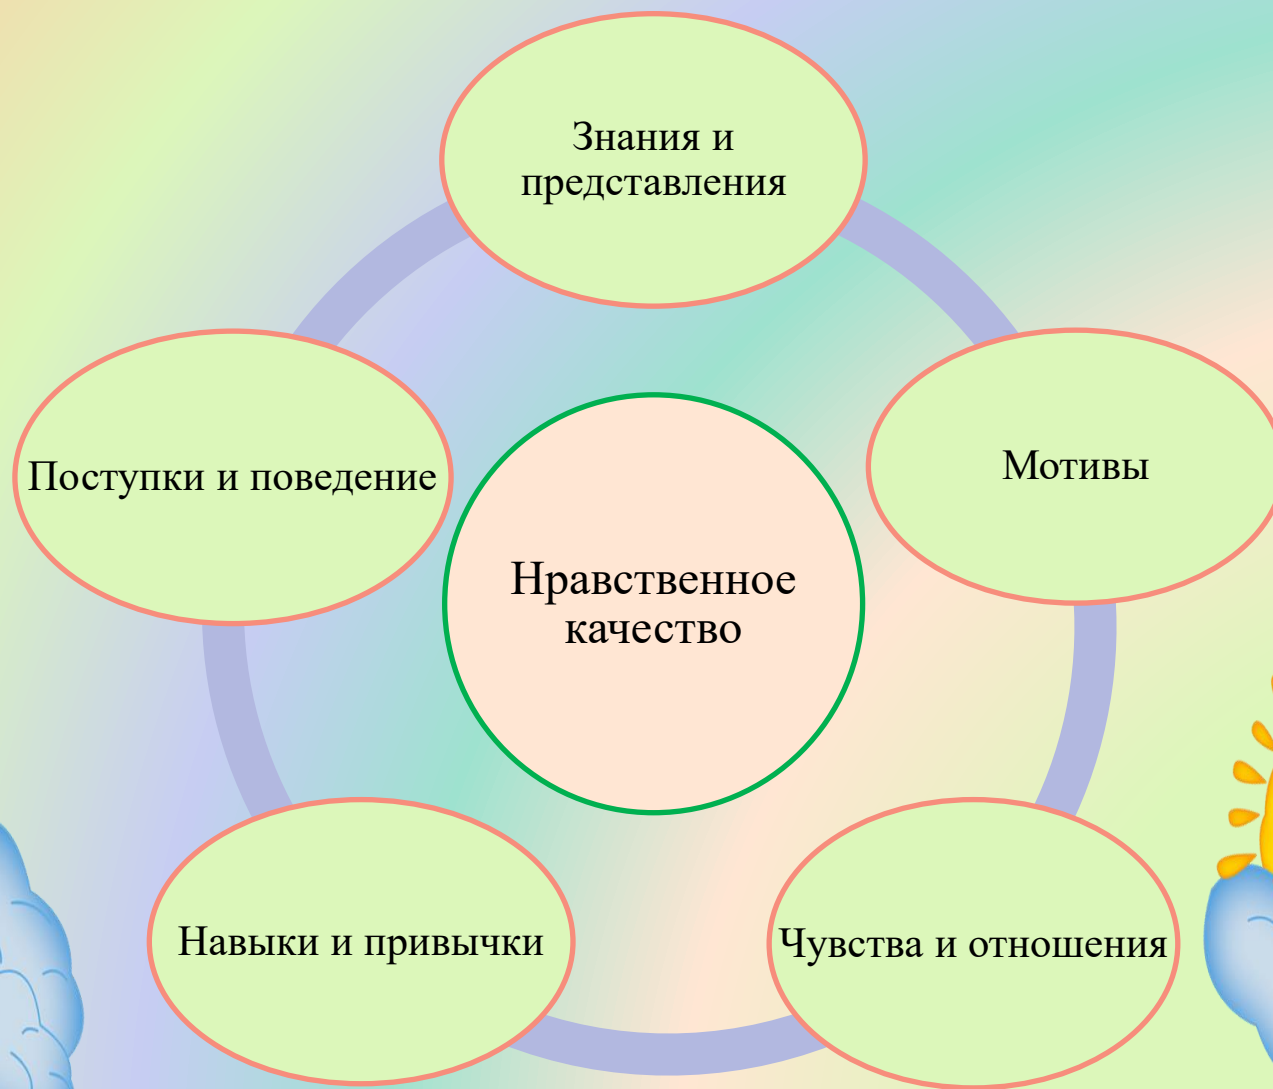 Знания и
представления
Мотивы
Поступки и поведение
Нравственное
качество
Навыки и привычки
Чувства и отношения